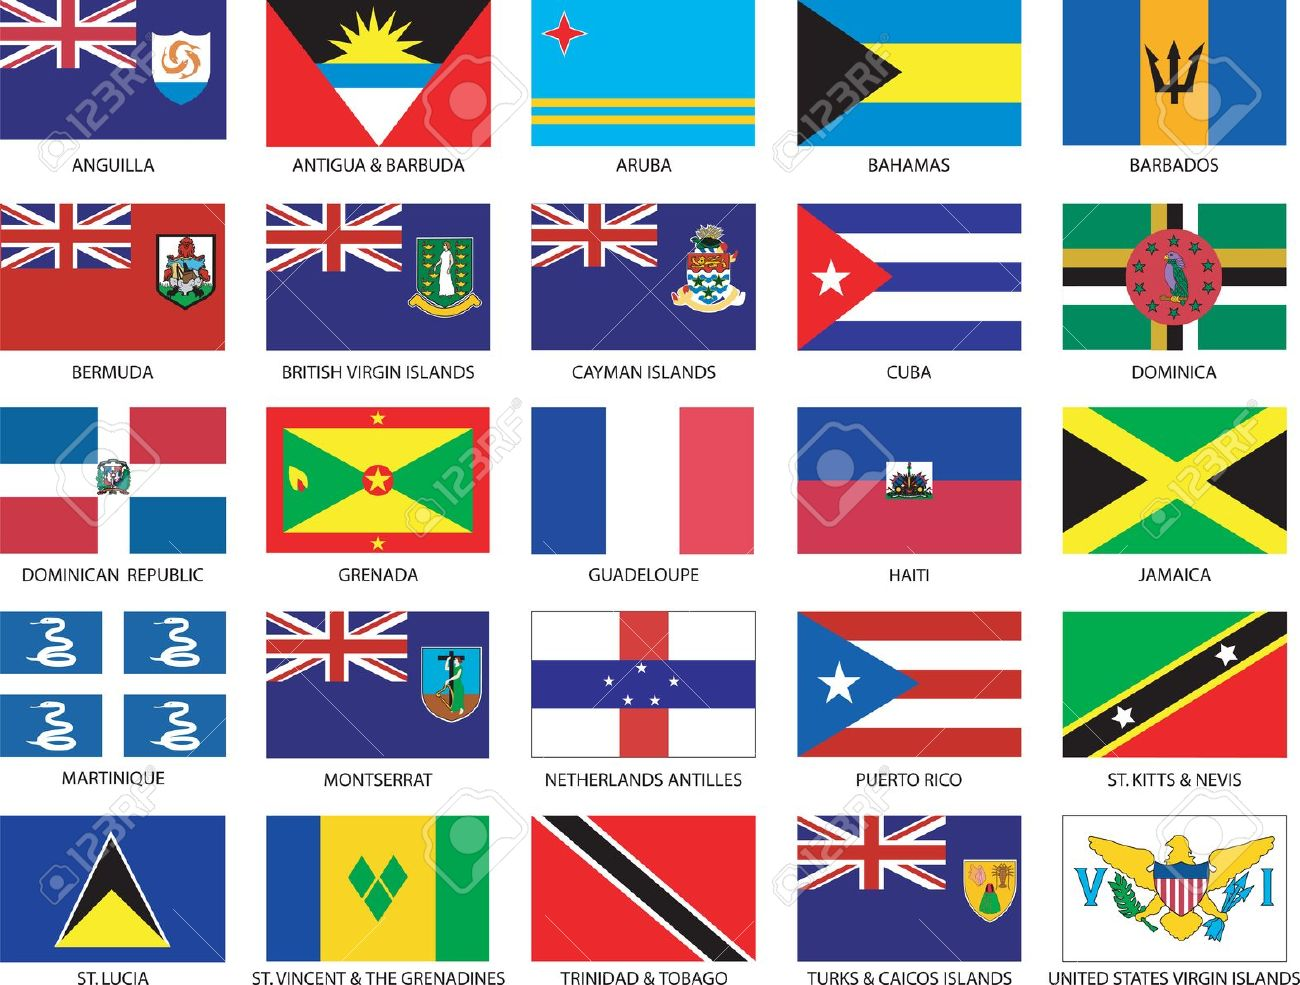 ANGUILLA
ANTIGUA & BARBUDA
ARUBA
BAHAMAS
BARBADOS
BERMUDA
BRITISH VIRGIN ISLANDS
CAYMAN ISLANDS
CUBA
DOMINICA
DOMINICAN REPUBLIC
GRENADA
GUADELOUPE
HAITI
JAMAICA
MARTINIQUE
MONTSERRAT
NETHERLANDS ANTILLES
PUERTO RICO
ST. KITTS & NEVIS
V I
ST. LUCIA
ST. VINCENT & THE GRENADINES
TRINIDAD & TOBAGO
TURKS & CAICOS ISLANDS
UNITED STATES VIRGIN ISLANDS
123RF